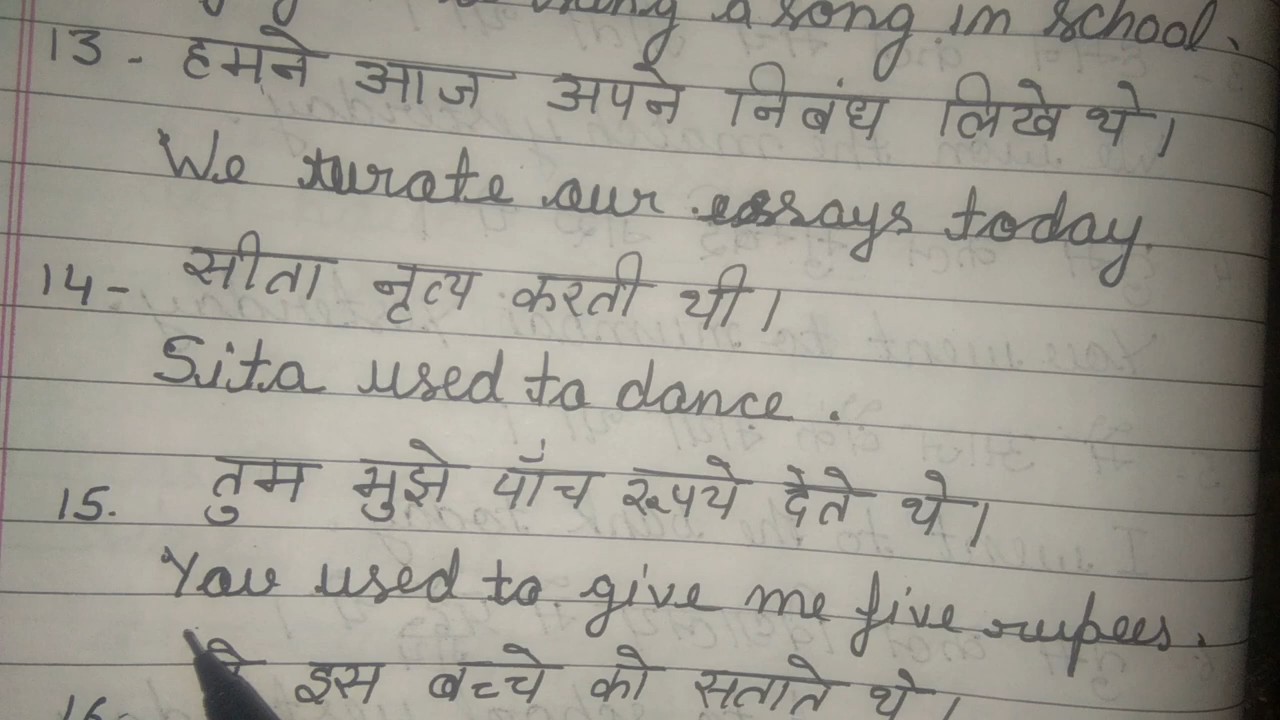 a song in school.
13 - हमने आज अपने निबंध लिखे थे।
We wrote our essays today.
14- सीता नृत्य करती थी।
Sita used to dance.
15. तुम मुझे पाँच रूपये देते थे।
You used to give me five rupees.
16- इस बच्चे को सताते थे।